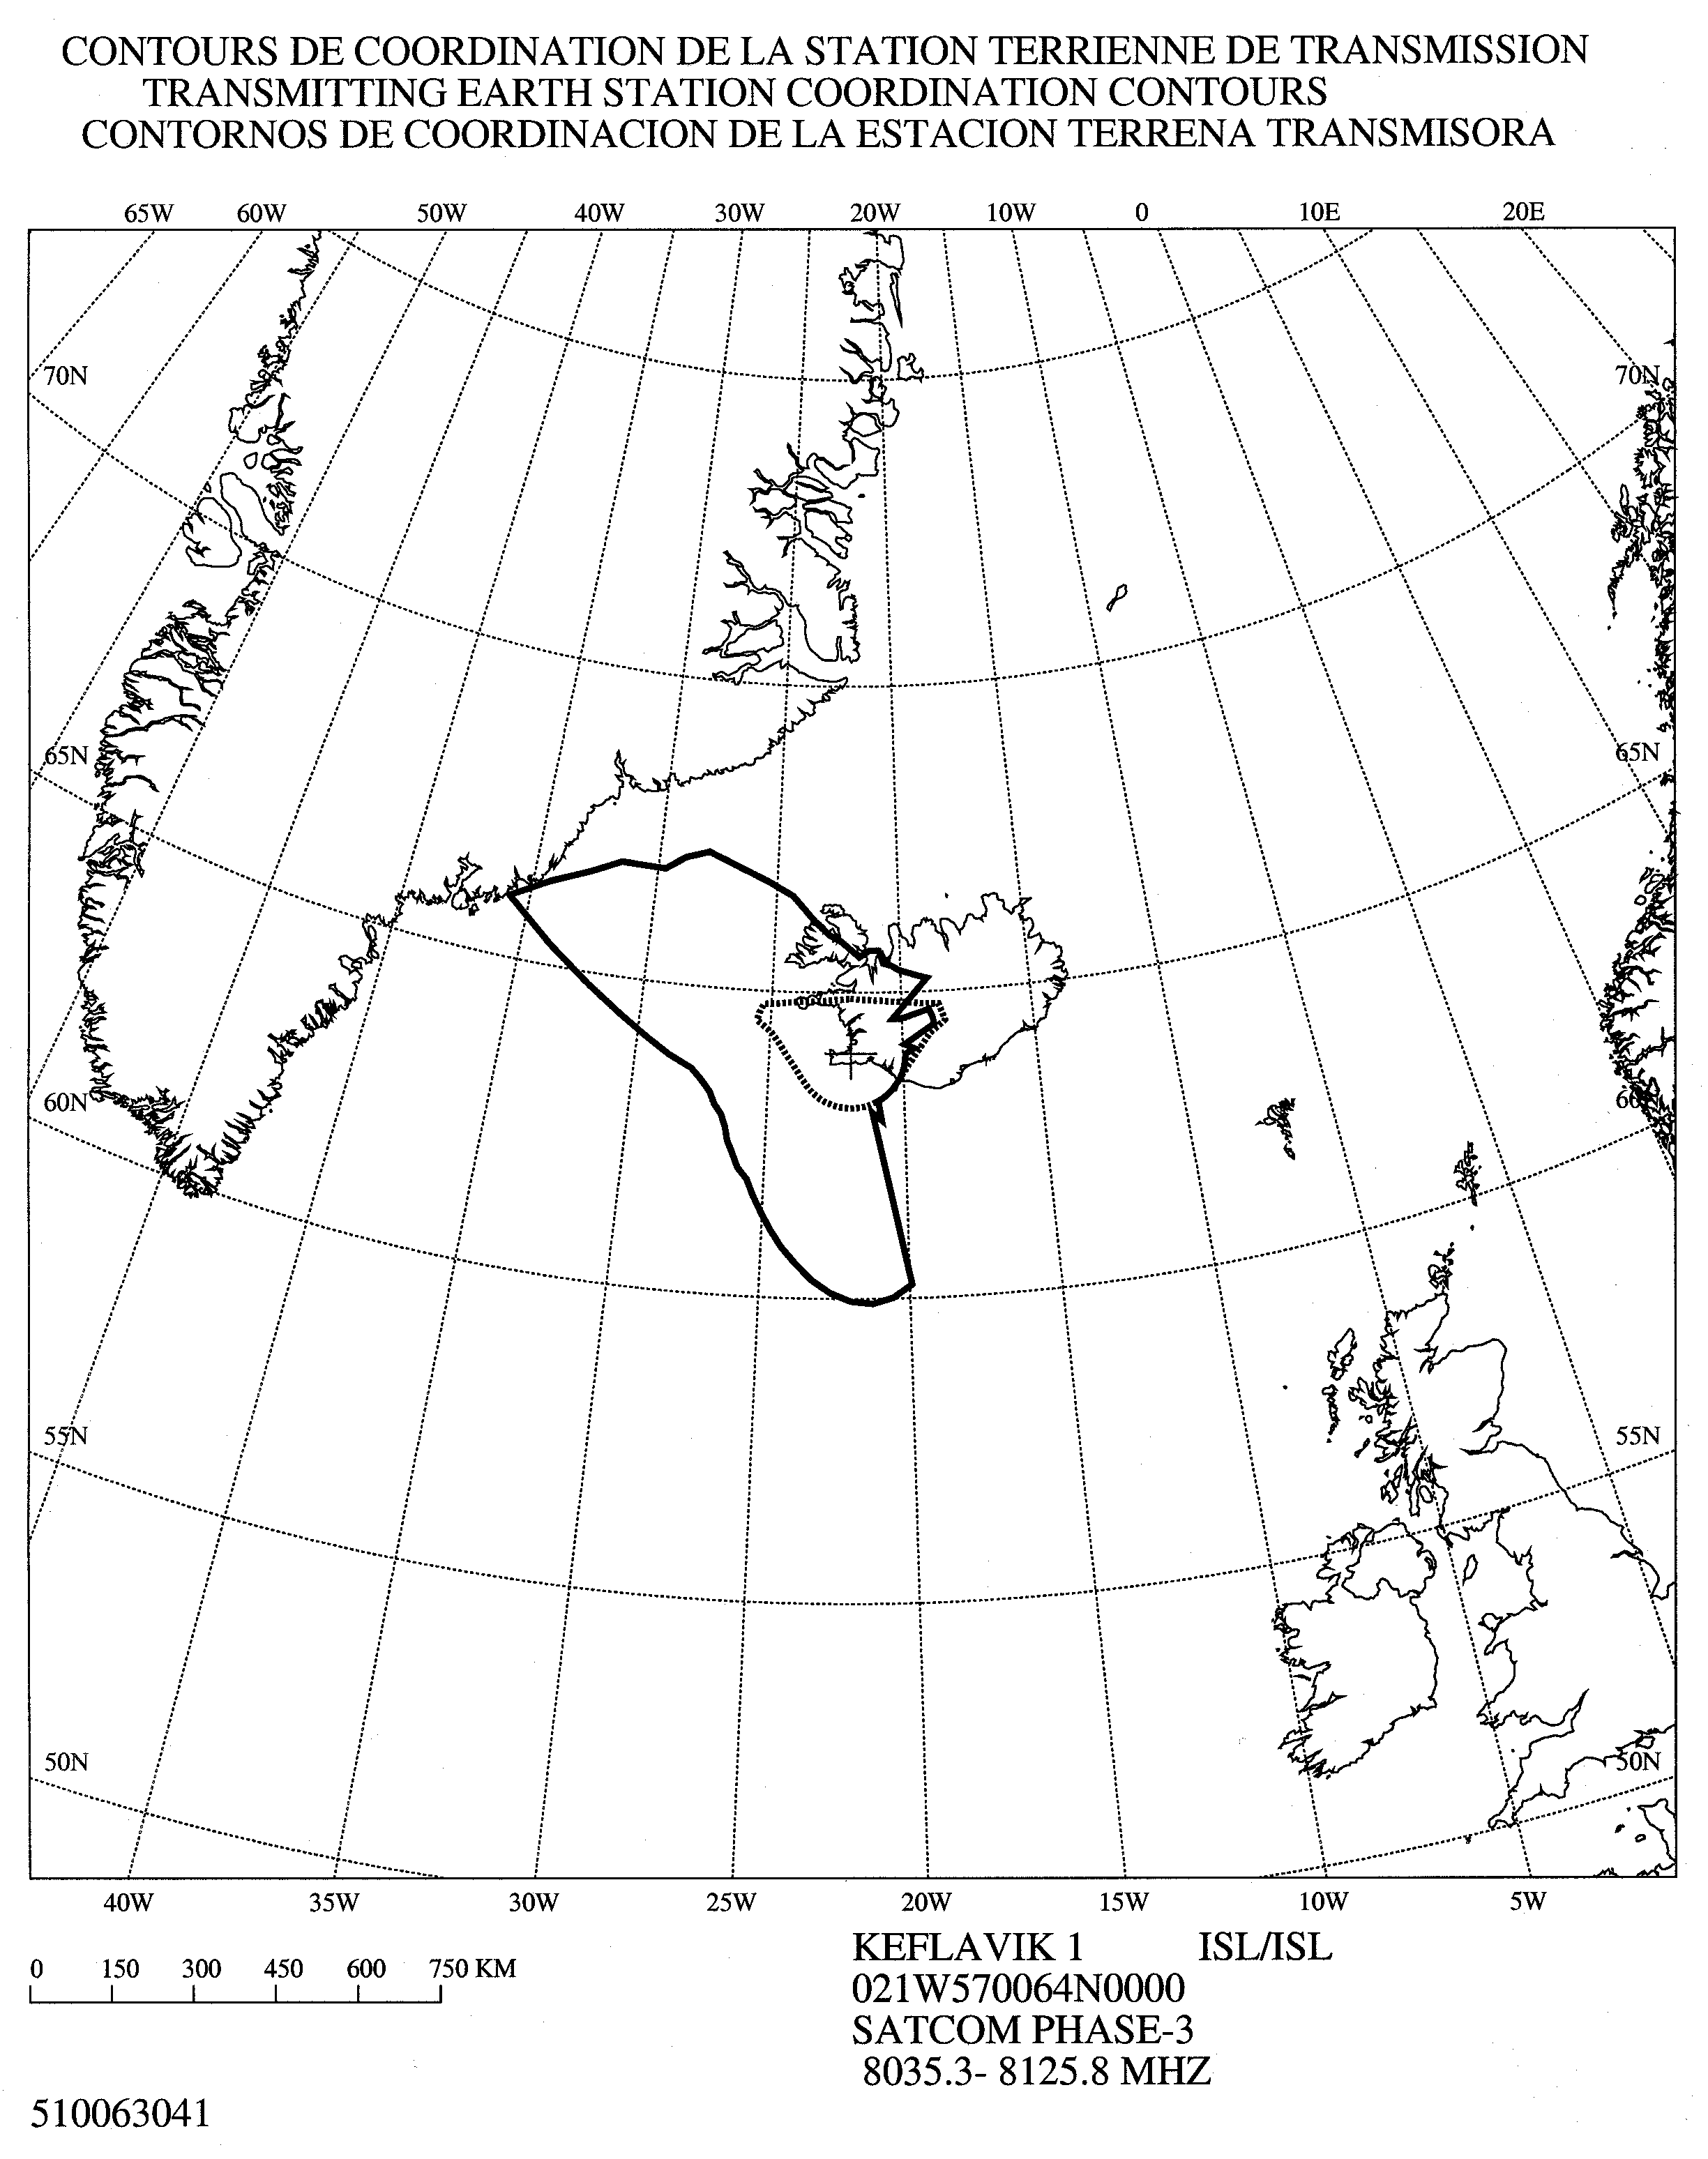 CONTOURS DE COORDINATION DE LA STATION TERRIENNE DE TRANSMISSION
TRANSMITTING EARTH STATION COORDINATION CONTOURS
CONTORNOS DE COORDINACION DE LA ESTACION TERRENA TRANSMISORA
65W 60W 50W 40W 30W 20W 10W 0 10E 20E
70N 70N
65N 65N
60N 60N
55N 55N
50N 50N
40W 35W 30W 25W 20W 15W 10W 5W
0 150 300 450 600 750 KM
KEFLAVIK 1 ISL/ISL
021W570064N0000
SATCOM PHASE-3
8035.3- 8125.8 MHZ
510063041